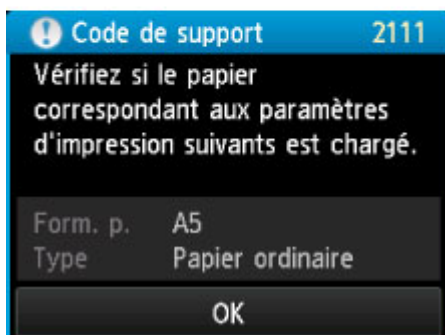 Code de support 2111
Vérifiez si le papier
correspondant aux paramètres
d'impression suivants est chargé.
Form. p. A5
Type Papier ordinaire
OK